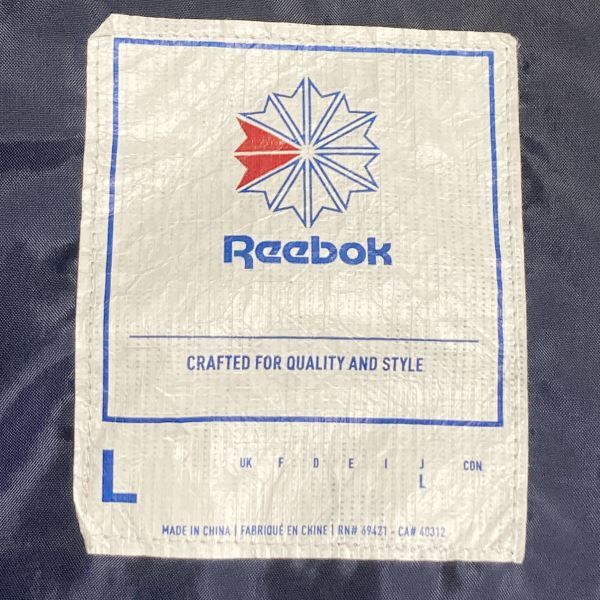 Reebok
CRAFTED FOR QUALITY AND STYLE
L
UK F D E I J CON
L
MADE IN CHINA | FABRIQUÉ EN CHINE | RN# 69421 - CA# 40312